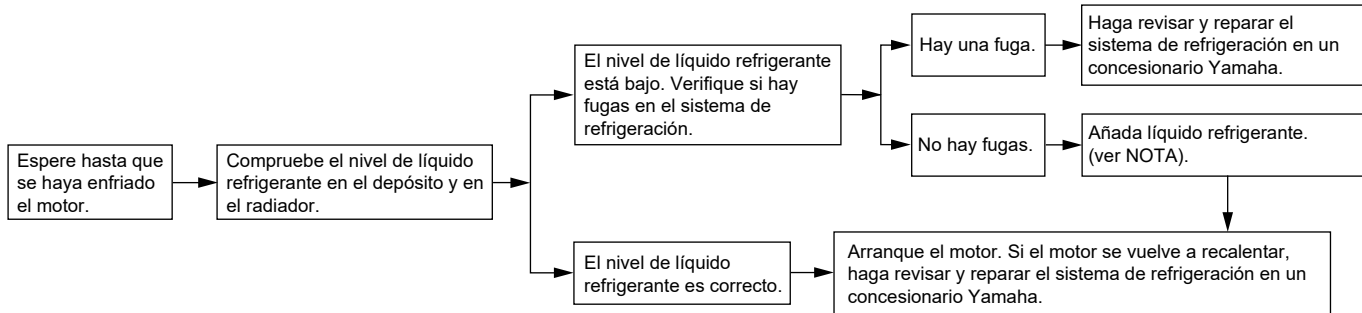 Espere hasta que
se haya enfriado
el motor.
Compruebe el nivel de líquido
refrigerante en el depósito y en
el radiador.
El nivel de líquido refrigerante
está bajo. Verifique si hay
fugas en el sistema de
refrigeración.
Hay una fuga.
Haga revisar y reparar el
sistema de refrigeración en un
concesionario Yamaha.
No hay fugas.
Añada líquido refrigerante.
(ver NOTA).
El nivel de líquido
refrigerante es correcto.
Arranque el motor. Si el motor se vuelve a recalentar,
haga revisar y reparar el sistema de refrigeración en un
concesionario Yamaha.